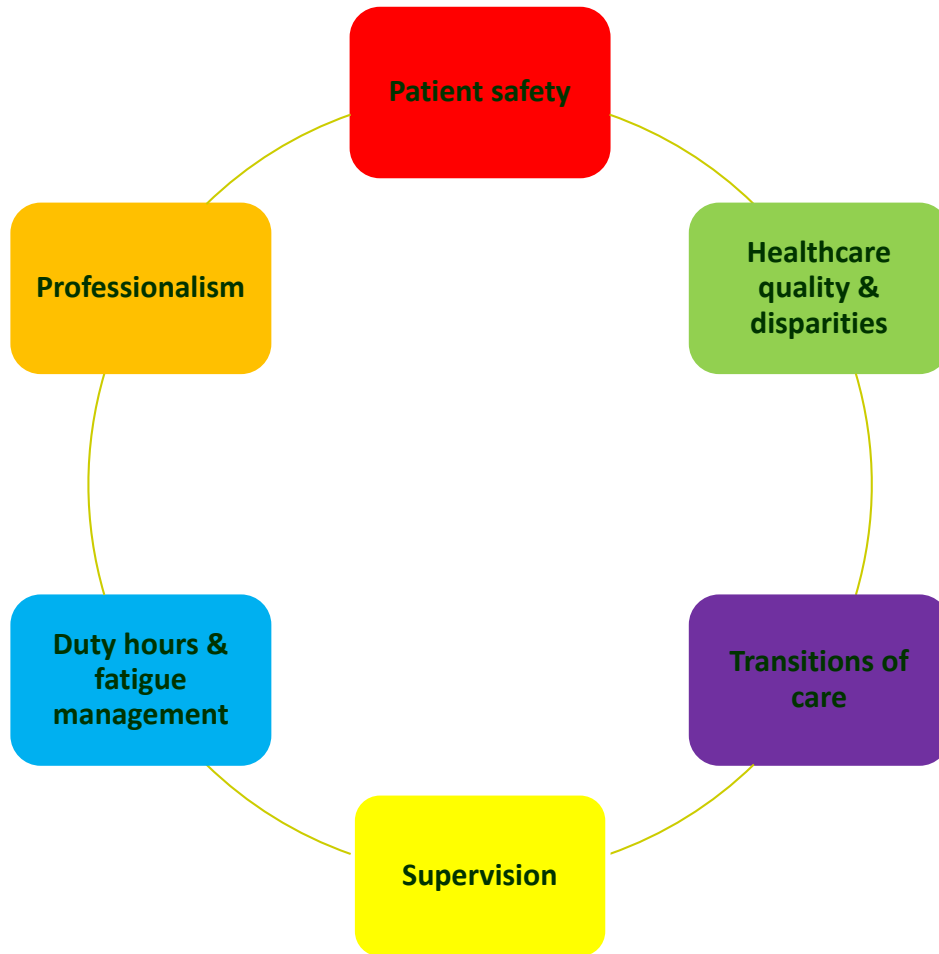 Patient safety
Healthcare
quality &
disparities
Transitions of
care
Supervision
Duty hours &
fatigue
management
Professionalism